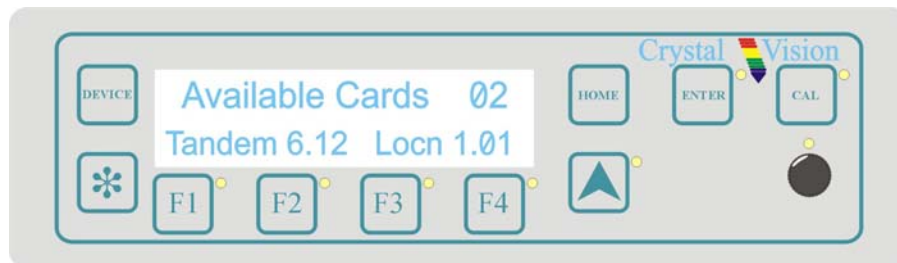 Crystal Vision
DEVICE
Available Cards 02
Tandem 6.12 Locn 1.01
HOME
ENTER
CAL
F1
F2
F3
F4